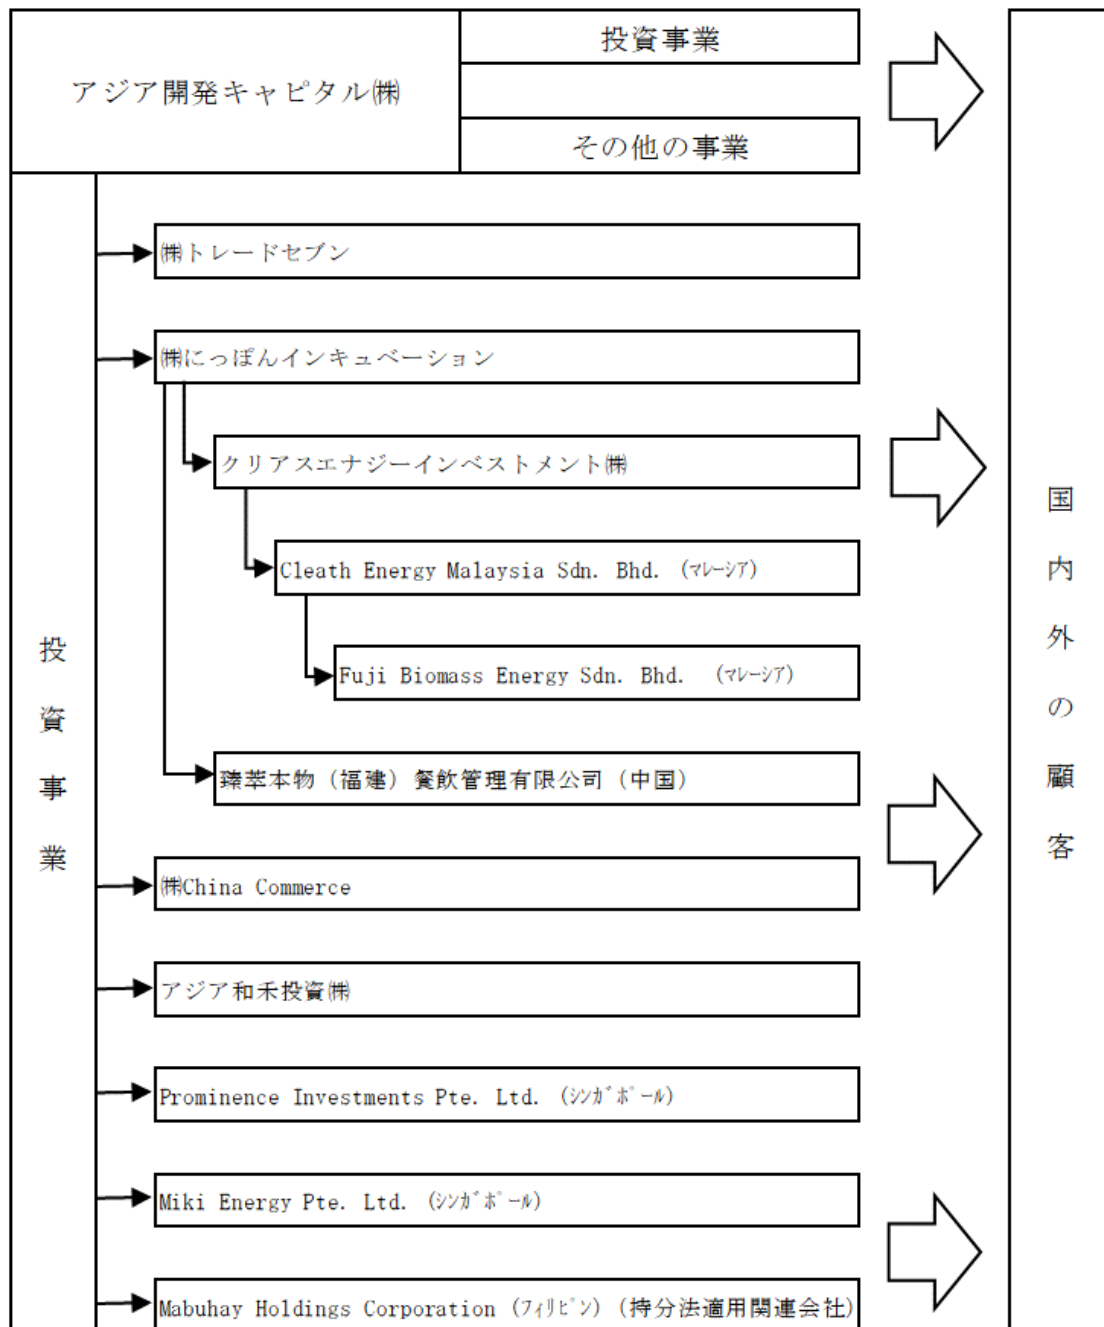 アジア開発キャピタル㈱
投資事業
その他の事業
㈱トレードセブン
㈱にっぽんインキュベーション
クリアスエナジーインベストメント㈱
Cleath Energy Malaysia Sdn. Bhd. (ﾏﾚｰｼｱ)
Fuji Biomass Energy Sdn. Bhd. (ﾏﾚｰｼｱ)
臻萃本物（福建）餐飲管理有限公司（中国）
㈱China Commerce
アジア和禾投資㈱
Prominence Investments Pte. Ltd. (ｼﾝｶﾞﾎﾟｰﾙ)
Miki Energy Pte. Ltd. (ｼﾝｶﾞﾎﾟｰﾙ)
Mabuhay Holdings Corporation (ﾌｨﾘﾋﾟﾝ) (持分法適用関連会社)
投資事業
国内外の顧客